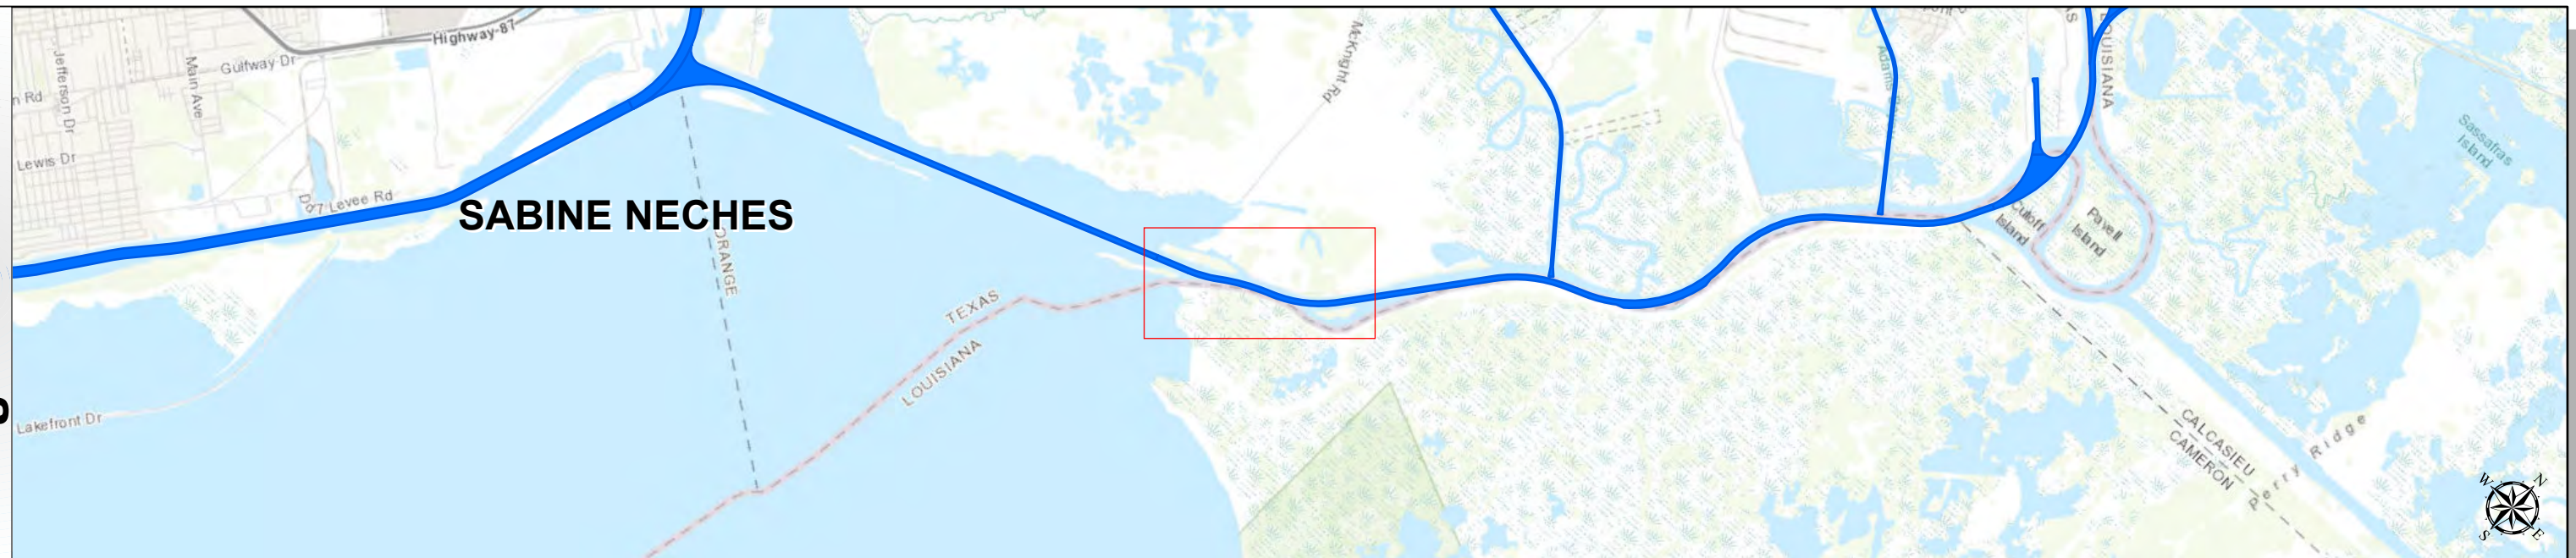 Highway 87
Gulfway Dr
Jefferson Dr
Main Ave
n Rd
Lewis Dr
7 Levee Rd
SABINE NECHES
ORANGE
McKnight Rd
TEXAS
LOUISIANA
Lakefront Dr
LOUISIANA
Sassafras
Island
Cutoff
Island
Pavell
Island
CALCASIEU
CAMERON
Perry Ridge
W
N
S
E